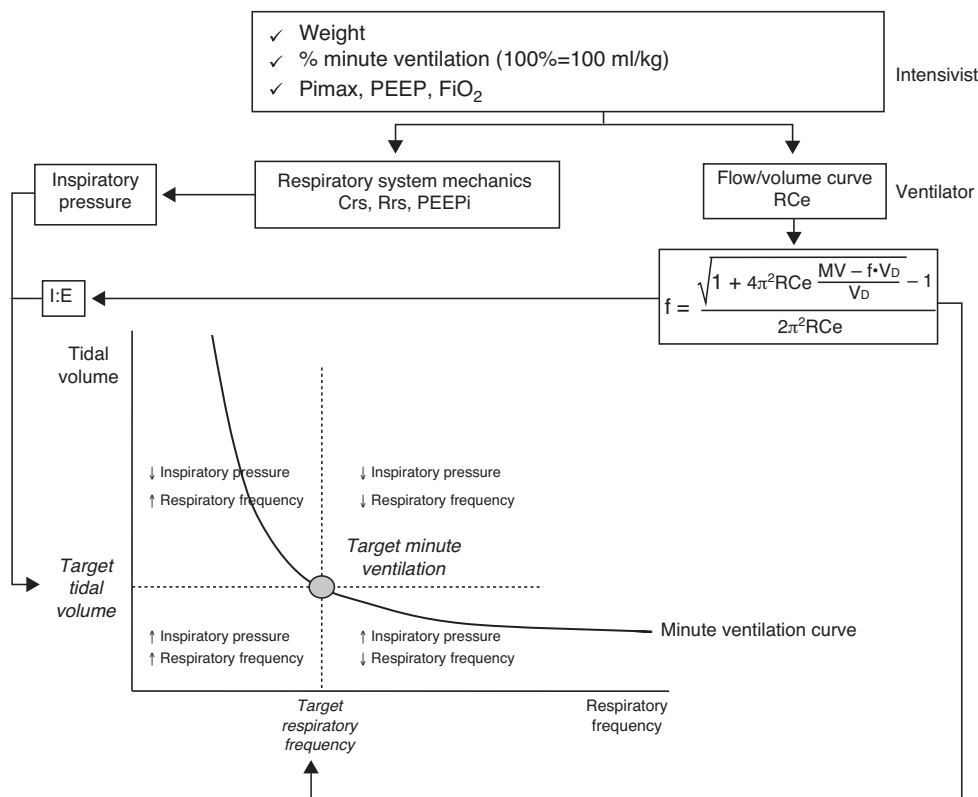 ✓ Weight
✓ % minute ventilation (100%=100 ml/kg)
✓ Pimax, PEEP, FiO₂
Intensivist
Inspiratory
pressure
Respiratory system mechanics
Crs, Rrs, PEEPi
Flow/volume curve
RCe
Ventilator
I:E
f = √(1 + 4π²RCe (MV – f•VD)/VD) – 1
2π²RCe
Tidal
volume
↓ Inspiratory pressure
↑ Respiratory frequency
↓ Inspiratory pressure
↓ Respiratory frequency
Target minute
ventilation
Target
tidal
volume
↑ Inspiratory pressure
↑ Respiratory frequency
↑ Inspiratory pressure
↓ Respiratory frequency
Minute ventilation curve
Target
respiratory
frequency
Respiratory
frequency